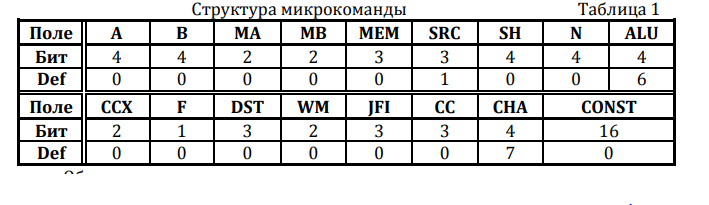 Структура микрокоманды Таблица 1
Поле A B MA MB MEM SRC SH N ALU
Бит 4 4 2 2 3 3 4 4 4
Def 0 0 0 0 0 1 0 0 6
Поле CCX F DST WM JFI CC CHA CONST
Бит 2 1 3 2 3 3 4 16
Def 0 0 0 0 0 0 7 0